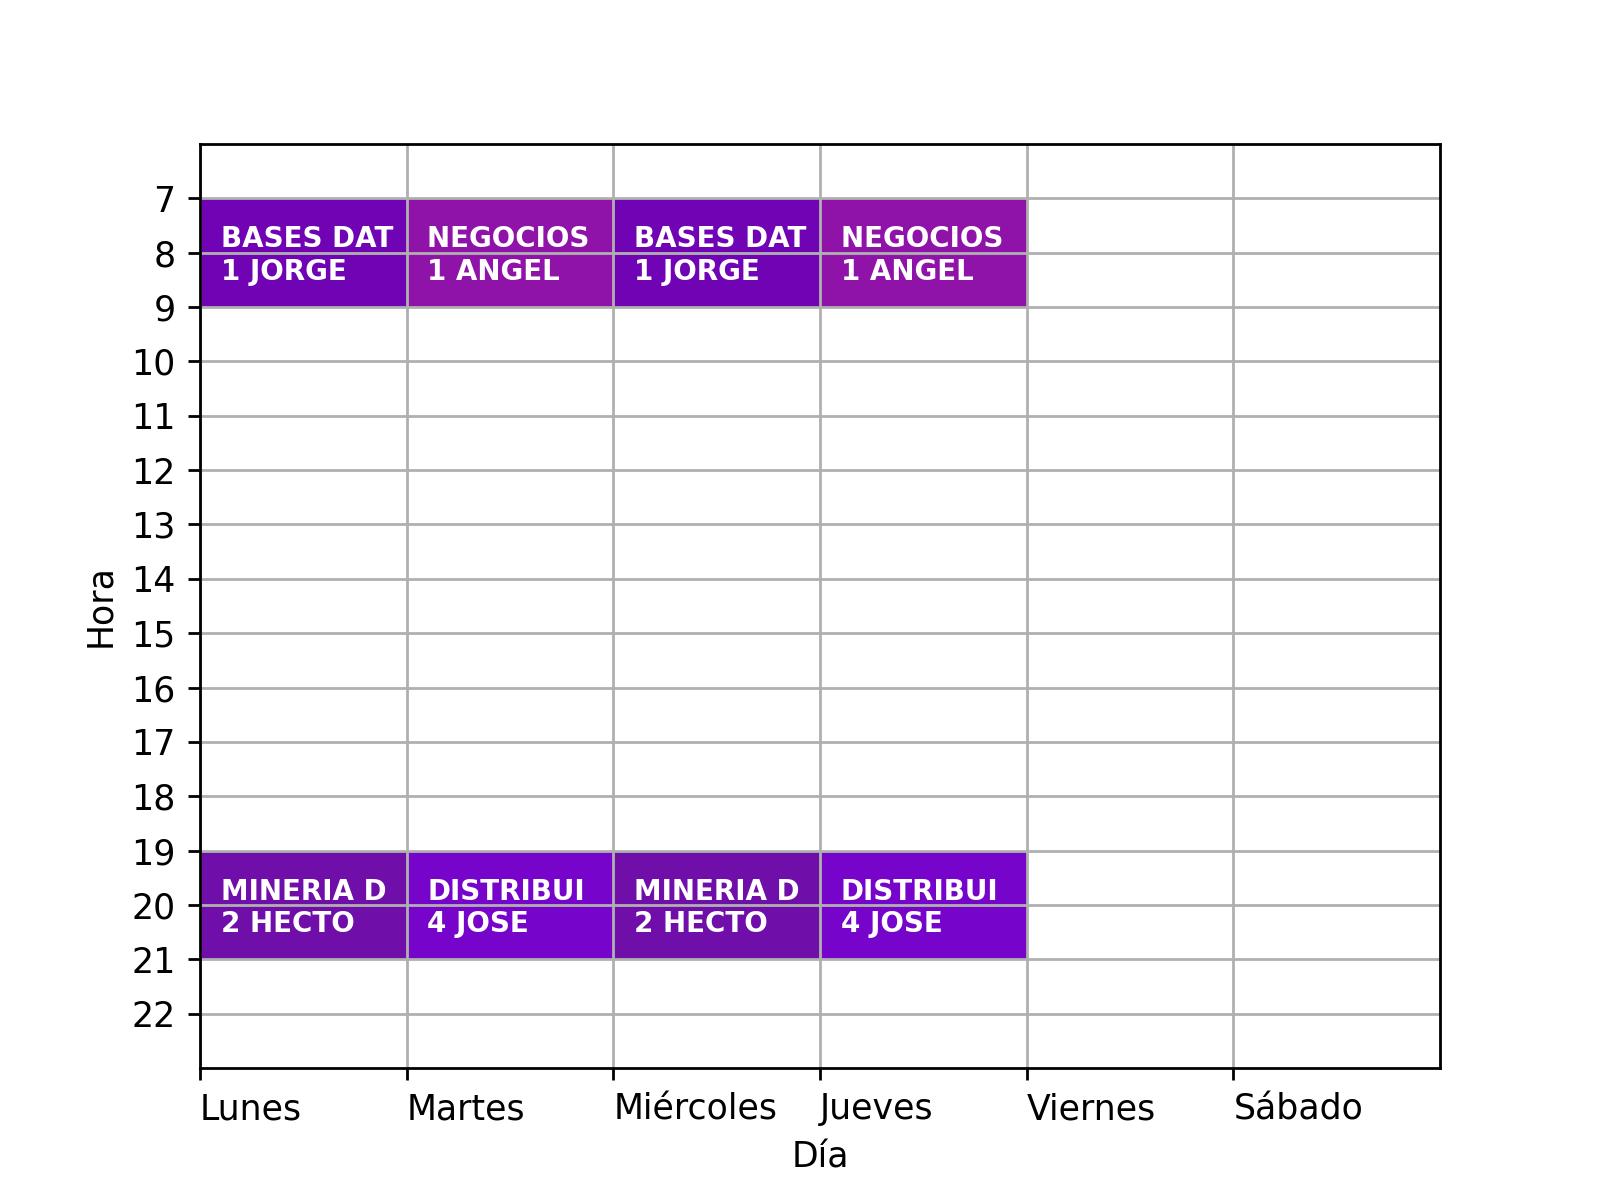 7
BASES DAT NEGOCIOS BASES DAT NEGOCIOS
8
1 JORGE 1 ANGEL 1 JORGE 1 ANGEL
9
10
11
12
13
14
Hora
15
16
17
18
19
MINERIA D DISTRIBUI MINERIA D DISTRIBUI
20
2 HECTO 4 JOSE 2 HECTO 4 JOSE
21
22
Lunes Martes Miércoles Jueves Viernes Sábado
Día